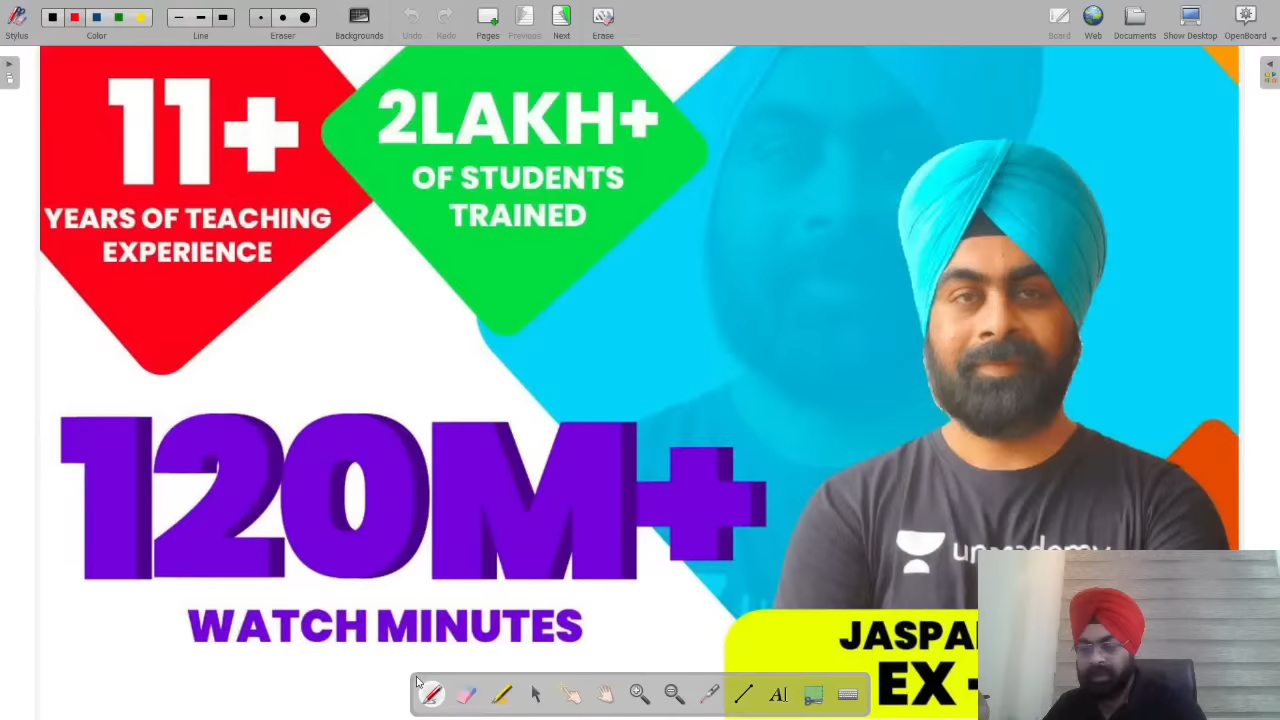 Stylus
Color
Line
Eraser
Backgrounds
Undo
Redo
Pages
Previous
Next
Erase
Board
Web
Documents
Show Desktop
OpenBoard
11+
YEARS OF TEACHING
EXPERIENCE
2LAKH+
OF STUDENTS
TRAINED
120M+
WATCH MINUTES
EX -